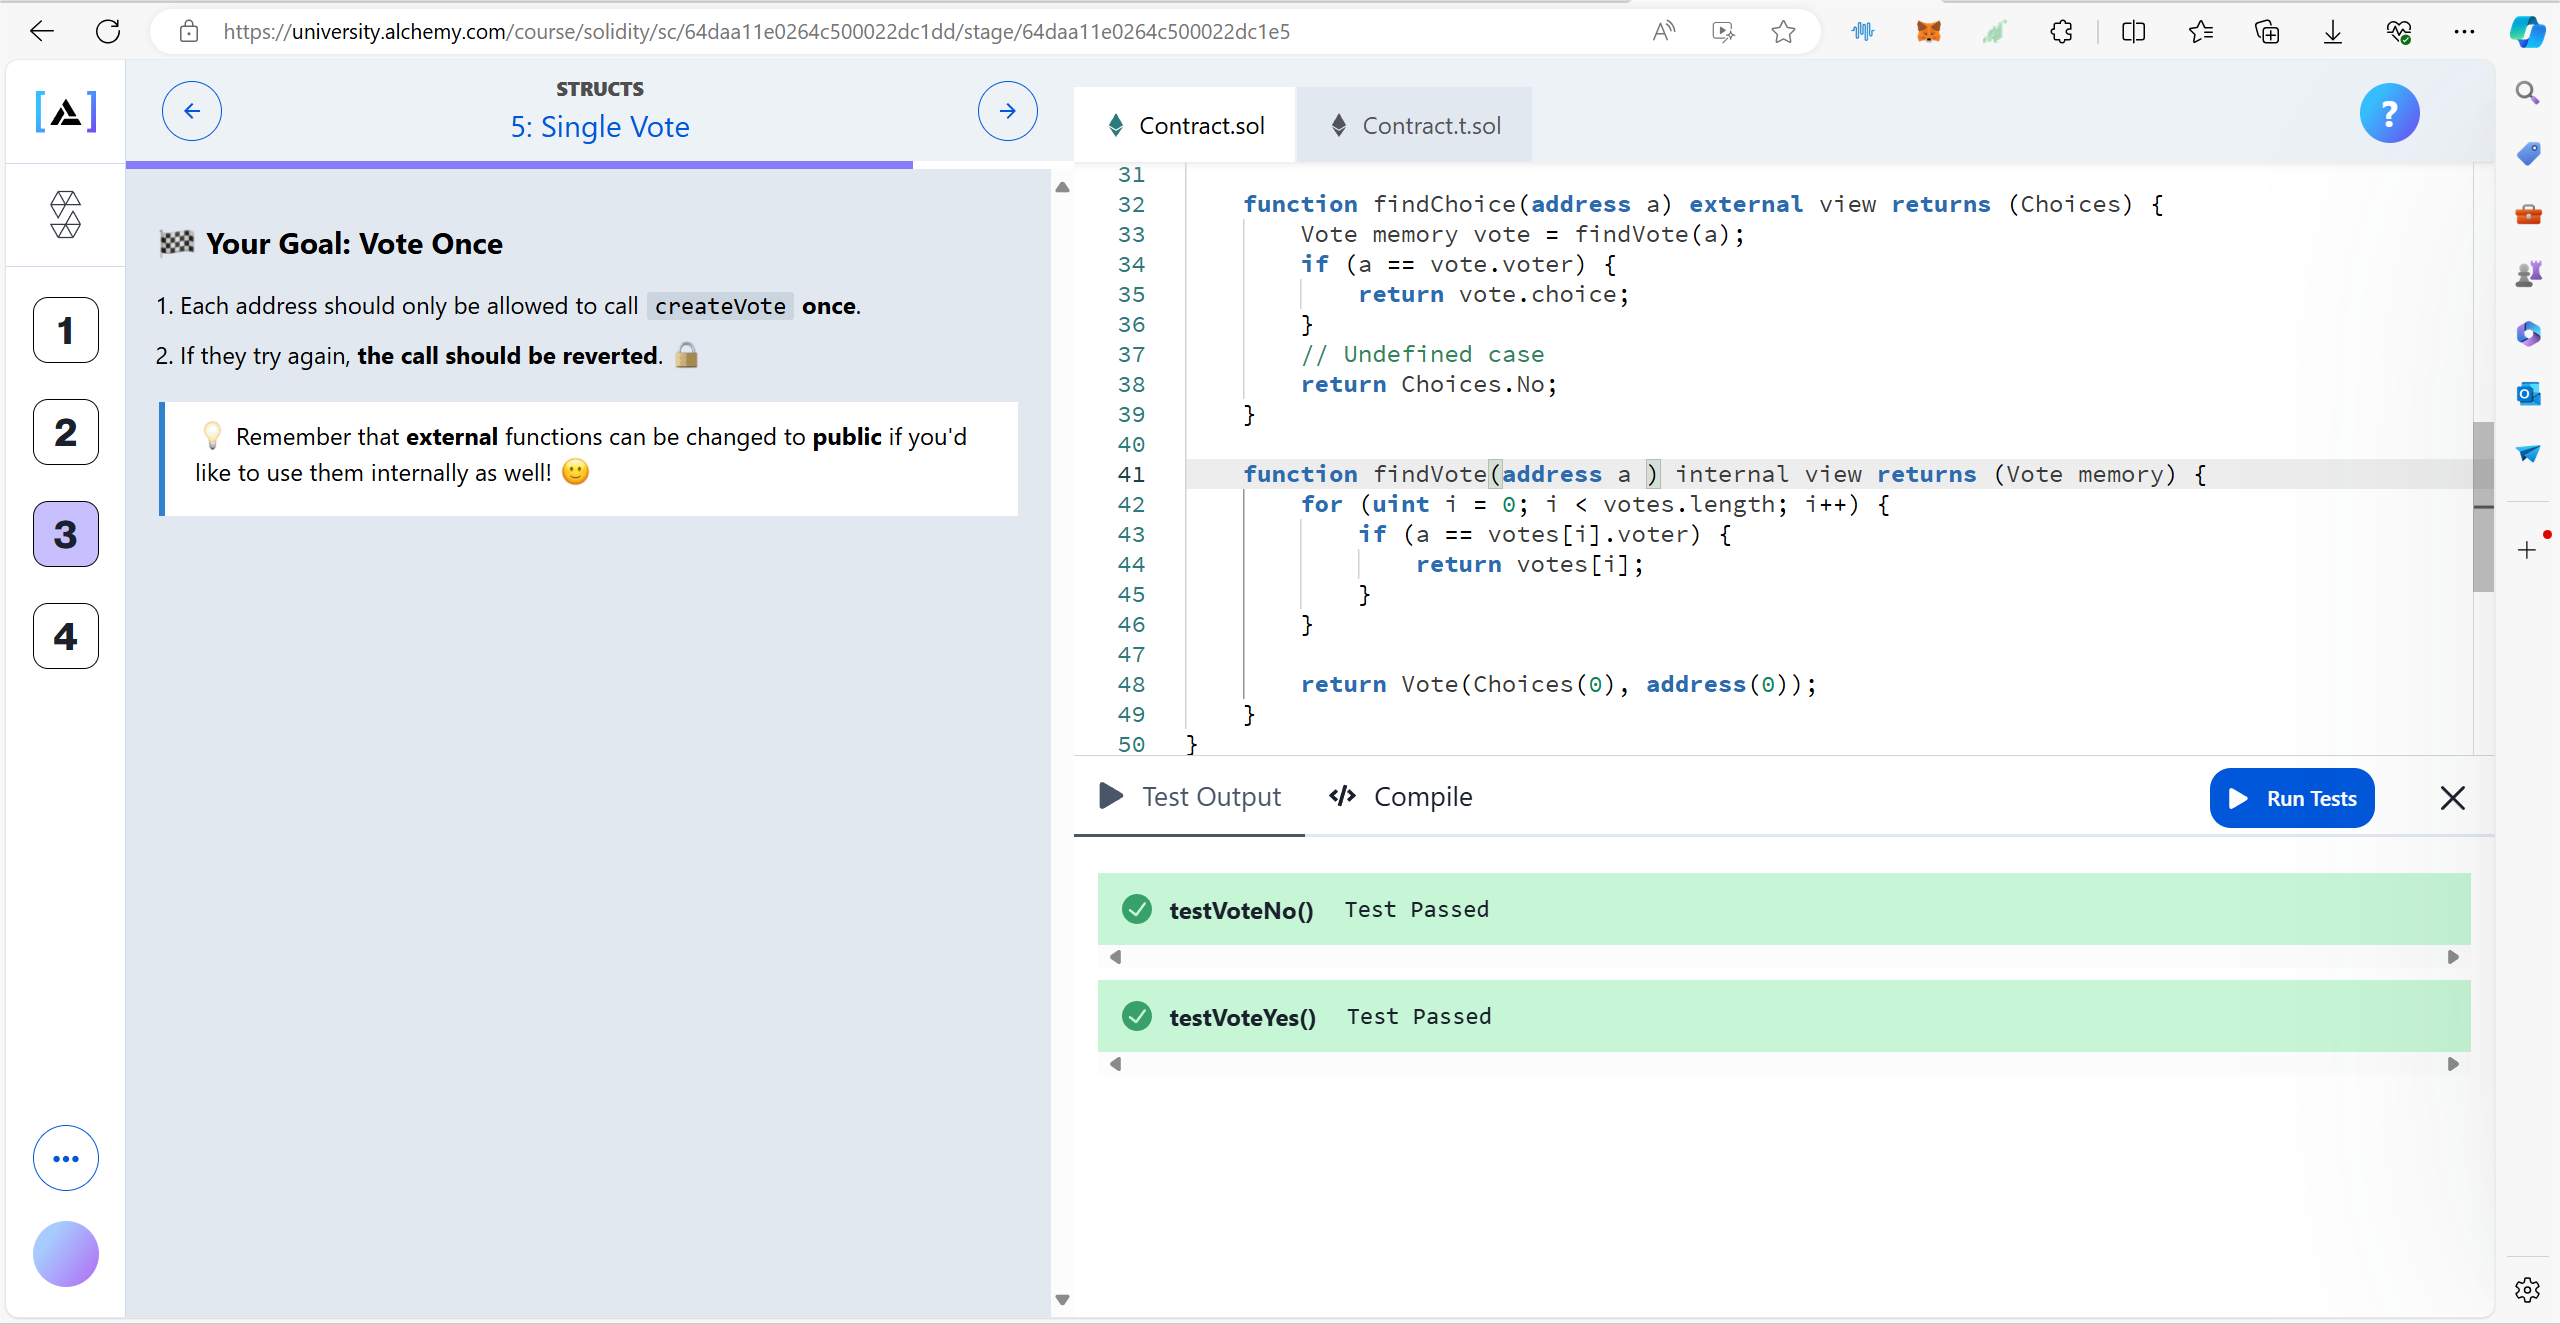 https://university.alchemy.com/course/solidity/sc/64daa11e0264c500022dc1dd/stage/64daa11e0264c500022dc1e5
STRUCTS
5: Single Vote
Your Goal: Vote Once
1. Each address should only be allowed to call createVote once.
2. If they try again, the call should be reverted.
Remember that external functions can be changed to public if you'd
like to use them internally as well!
1
2
3
4
Contract.sol
Contract.t.sol
?
31
32 function findChoice(address a) external view returns (Choices) {
33 Vote memory vote = findVote(a);
34 if (a == vote.voter) {
35 return vote.choice;
36 }
37 // Undefined case
38 return Choices.No;
39 }
40
41 function findVote(address a ) internal view returns (Vote memory) {
42 for (uint i = 0; i < votes.length; i++) {
43 if (a == votes[i].voter) {
44 return votes[i];
45 }
46 }
47
48 return Vote(Choices(0), address(0));
49 }
50 }
Test Output
</> Compile
Run Tests
testVoteNo() Test Passed
testVoteYes() Test Passed